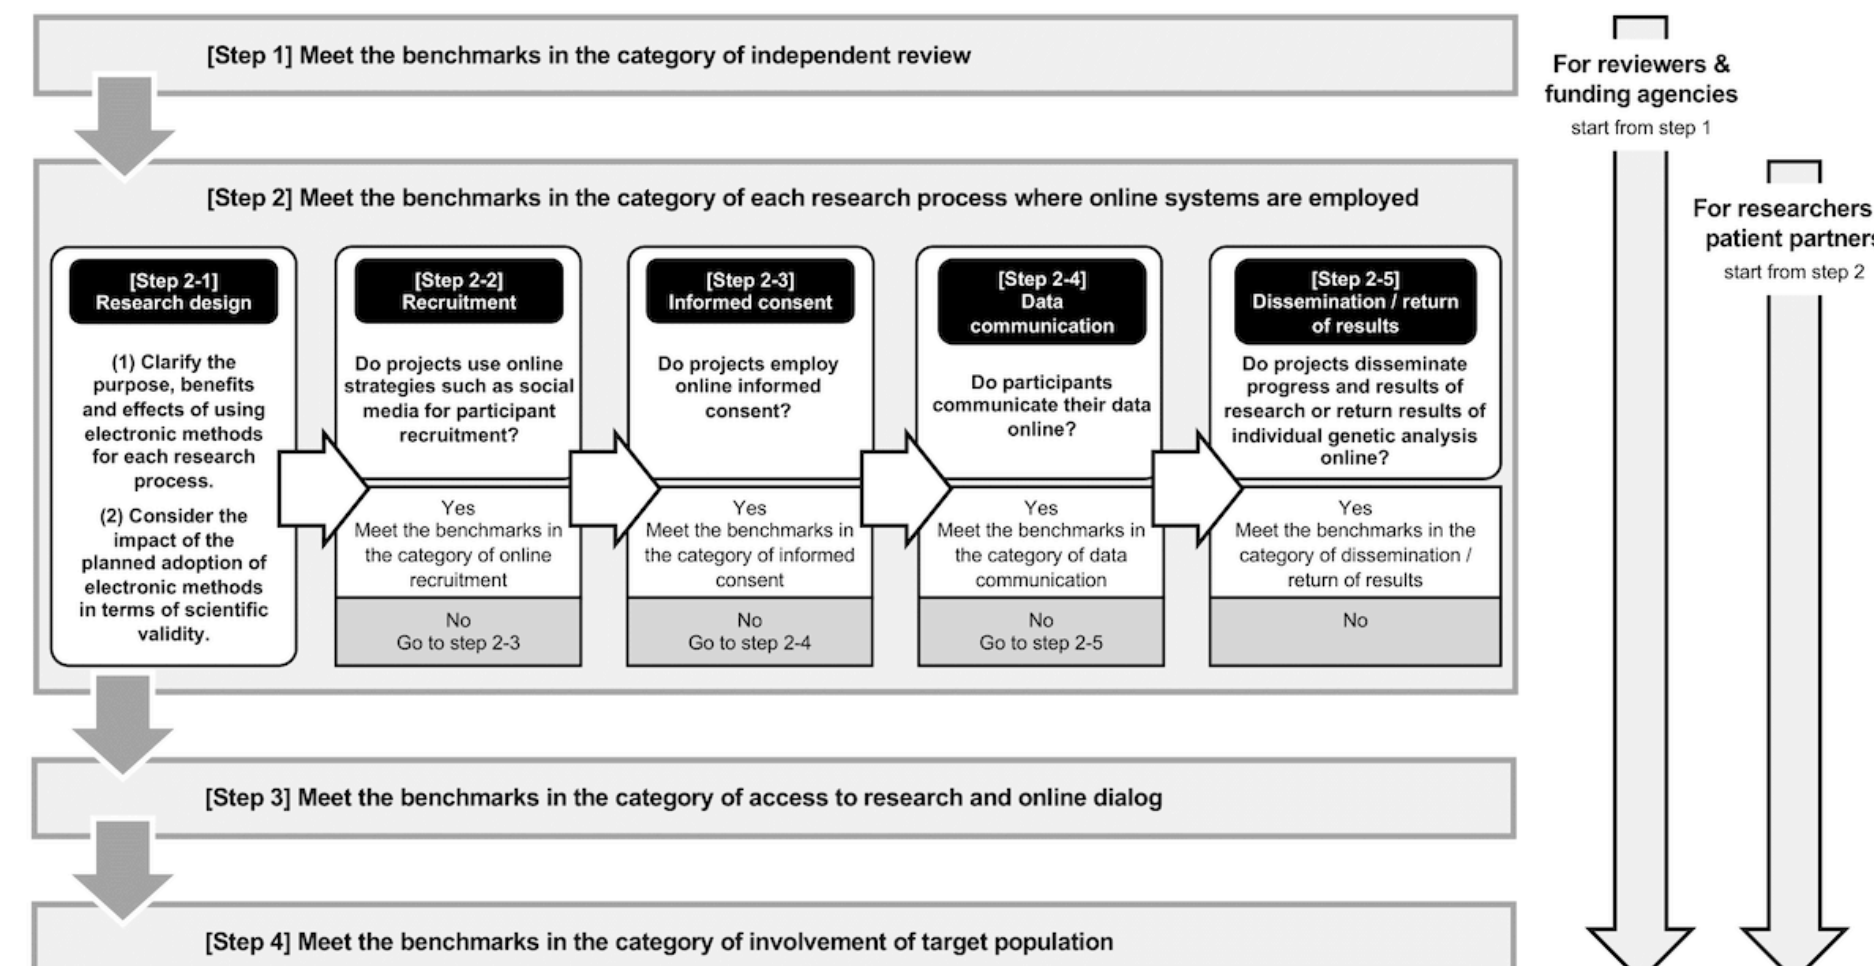 [Step 1] Meet the benchmarks in the category of independent review
For reviewers &
funding agencies
start from step 1
[Step 2] Meet the benchmarks in the category of each research process where online systems are employed
For researchers
patient partners
start from step 2
[Step 2-1]
Research design
(1) Clarify the
purpose, benefits
and effects of using
electronic methods
for each research
process.
(2) Consider the
impact of the
planned adoption of
electronic methods
in terms of scientific
validity.
[Step 2-2]
Recruitment
Do projects use online
strategies such as social
media for participant
recruitment?
Yes
Meet the benchmarks in
the category of online
recruitment
No
Go to step 2-3
[Step 2-3]
Informed consent
Do projects employ
online informed
consent?
Yes
Meet the benchmarks in
the category of informed
consent
No
Go to step 2-4
[Step 2-4]
Data
communication
Do participants
communicate their data
online?
Yes
Meet the benchmarks in
the category of data
communication
No
Go to step 2-5
[Step 2-5]
Dissemination / return
of results
Do projects disseminate
progress and results of
research or return results of
individual genetic analysis
online?
Yes
Meet the benchmarks in the
category of dissemination /
return of results
No
[Step 3] Meet the benchmarks in the category of access to research and online dialog
[Step 4] Meet the benchmarks in the category of involvement of target population